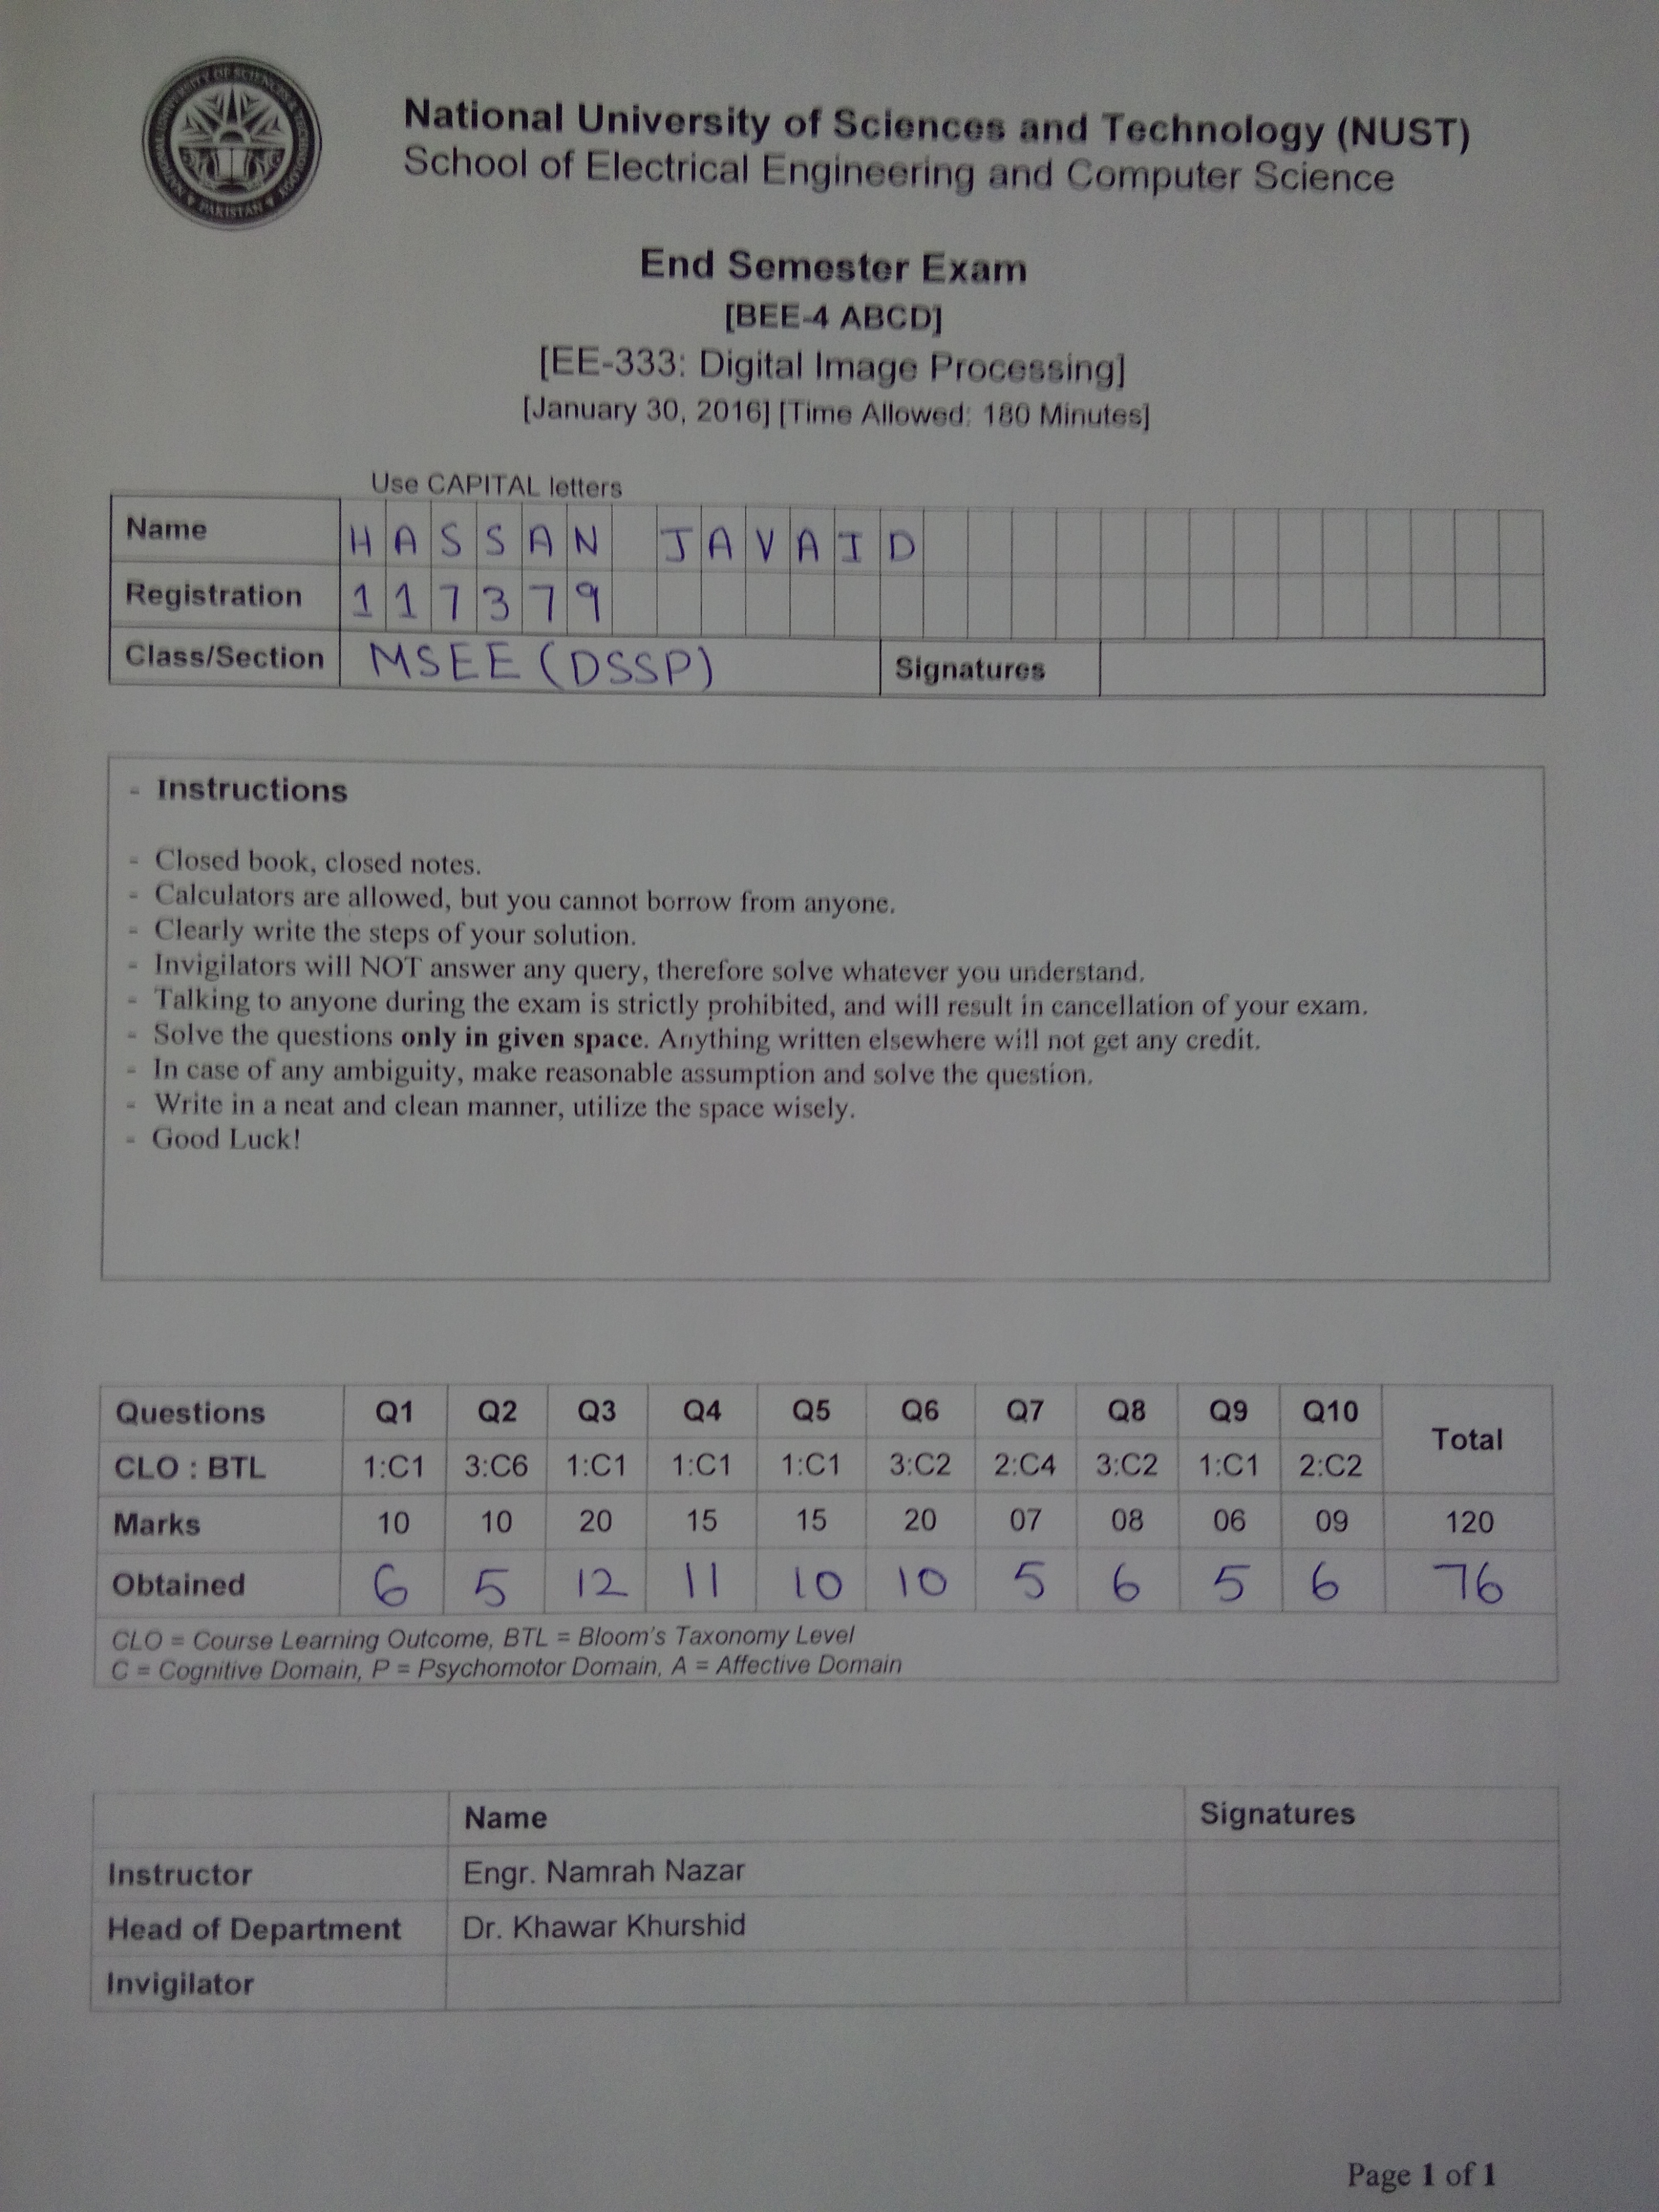 NATIONAL UNIVERSITY OF SCIENCES & TECHNOLOGY
PAKISTAN
National University of Sciences and Technology (NUST)
School of Electrical Engineering and Computer Science
End Semester Exam
[BEE-4 ABCD]
[EE-333: Digital Image Processing]
[January 30, 2016] [Time Allowed: 180 Minutes]
Use CAPITAL letters
Name HASSAN JAVAID
Registration 117379
Class/Section MSEE (DSSP) Signatures
- Instructions
- Closed book, closed notes.
- Calculators are allowed, but you cannot borrow from anyone.
- Clearly write the steps of your solution.
- Invigilators will NOT answer any query, therefore solve whatever you understand.
- Talking to anyone during the exam is strictly prohibited, and will result in cancellation of your exam.
- Solve the questions only in given space. Anything written elsewhere will not get any credit.
- In case of any ambiguity, make reasonable assumption and solve the question.
- Write in a neat and clean manner, utilize the space wisely.
- Good Luck!
Questions Q1 Q2 Q3 Q4 Q5 Q6 Q7 Q8 Q9 Q10 Total
CLO : BTL 1:C1 3:C6 1:C1 1:C1 1:C1 3:C2 2:C4 3:C2 1:C1 2:C2
Marks 10 10 20 15 15 20 07 08 06 09 120
Obtained 6 5 12 11 10 10 5 6 5 6 76
CLO = Course Learning Outcome, BTL = Bloom's Taxonomy Level
C = Cognitive Domain, P = Psychomotor Domain, A = Affective Domain
Name Signatures
Instructor Engr. Namrah Nazar
Head of Department Dr. Khawar Khurshid
Invigilator
Page 1 of 1